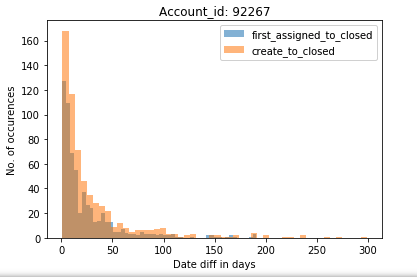 Account_id: 92267
first_assigned_to_closed
create_to_closed
No. of occurences
160
140
120
100
80
60
40
20
0
0 50 100 150 200 250 300
Date diff in days